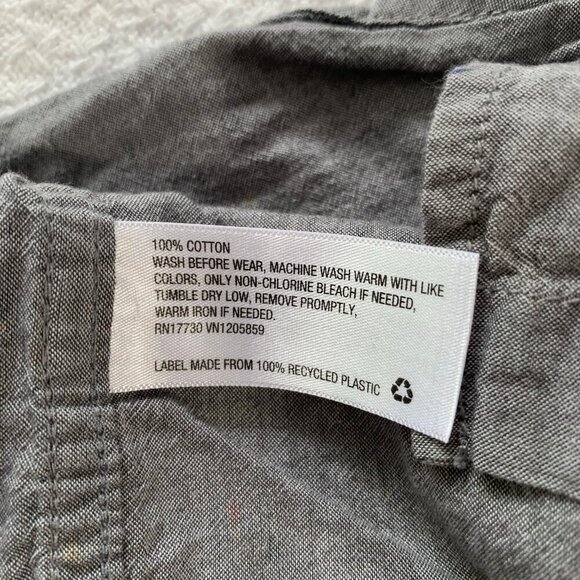 100% COTTON
WASH BEFORE WEAR, MACHINE WASH WARM WITH LIKE
COLORS, ONLY NON-CHLORINE BLEACH IF NEEDED,
TUMBLE DRY LOW, REMOVE PROMPTLY,
WARM IRON IF NEEDED.
RN17730 VN1205859
LABEL MADE FROM 100% RECYCLED PLASTIC